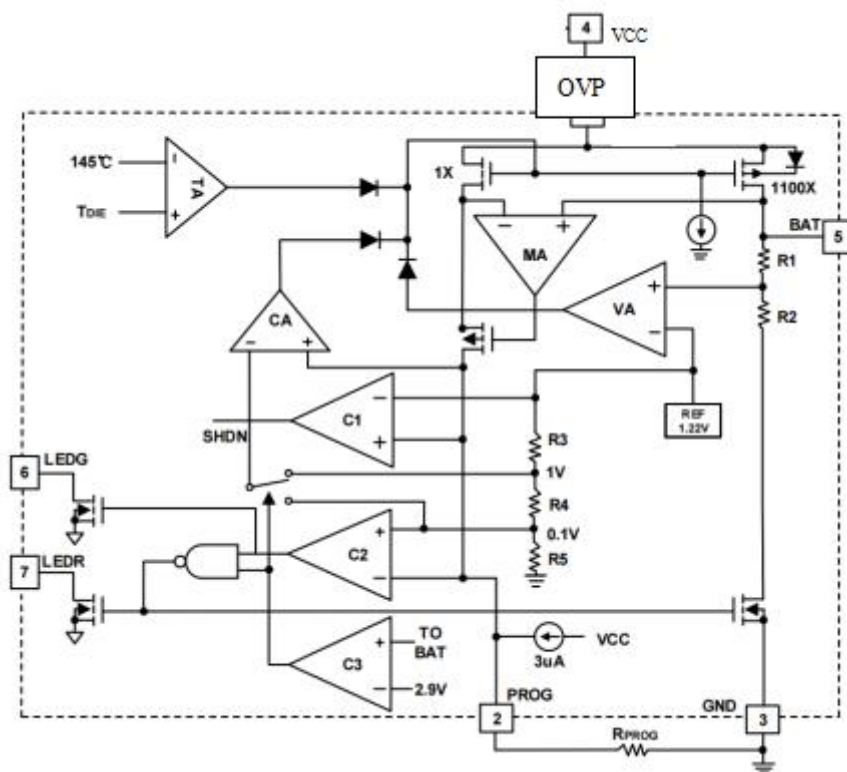 4 VCC
OVP
145℃
TDIE
TA
1X
1100X
BAT 5
MA
R1
CA
VA
R2
C1
REF
1.22V
SHDN
R3
6 LEDG
1V
R4
0.1V
C2
R5
7 LEDR
TO
BAT
C3
VCC
3uA
2.9V
PROG
2
GND
3
RPROG